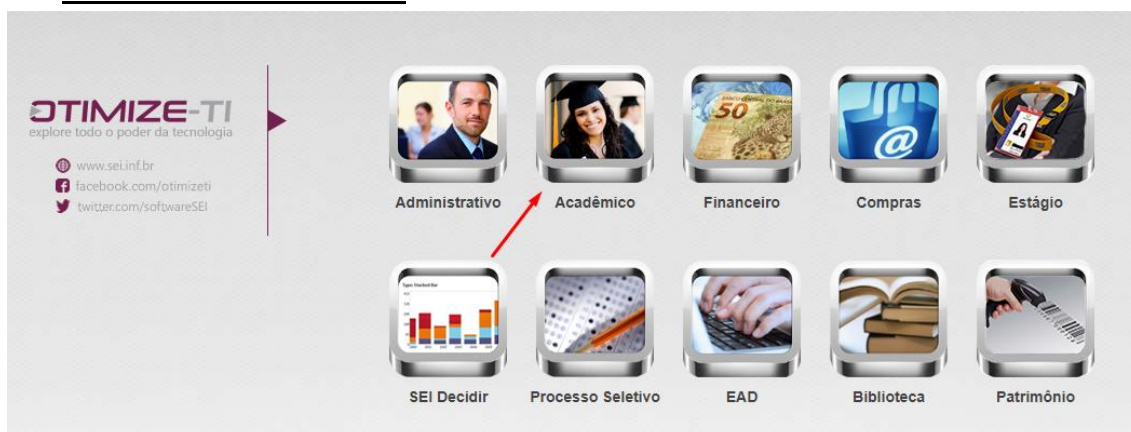 OTIMIZE-TI
explore todo o poder da tecnologia
www.sei.inf.br
facebook.com/otimizeti
twitter.com/softwareSEI
50
@
Administrativo
Acadêmico
Financeiro
Compras
Estágio
SEI Decidir
Processo Seletivo
EAD
Biblioteca
Patrimônio